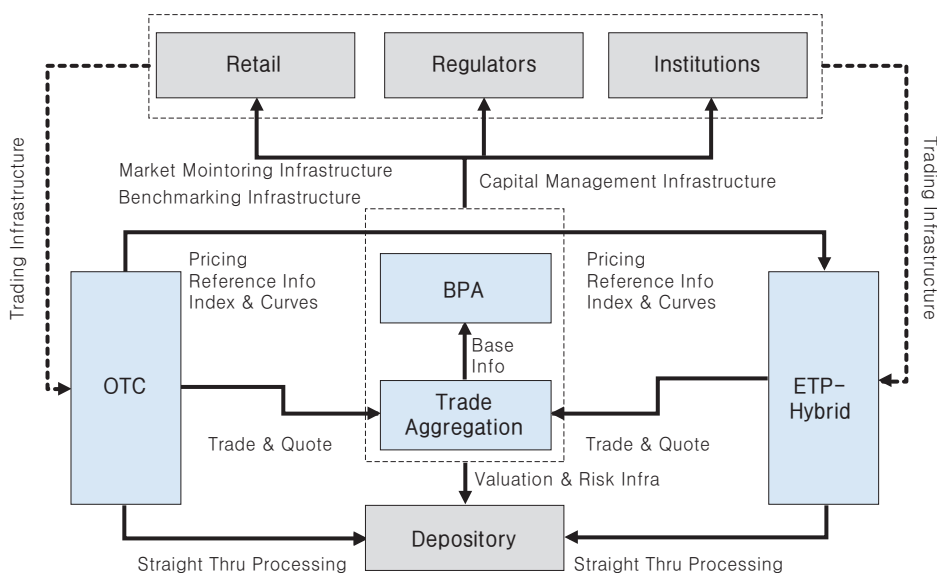 Retail
Regulators
Institutions
Trading Infrastructure
Trading Infrastructure
Market Mointoring Infrastructure
Benchmarking Infrastructure
Capital Management Infrastructure
Pricing
Reference Info
Index & Curves
Pricing
Reference Info
Index & Curves
BPA
Base
Info
OTC
Trade
Aggregation
ETP-
Hybrid
Trade & Quote
Trade & Quote
Valuation & Risk Infra
Depository
Straight Thru Processing
Straight Thru Processing